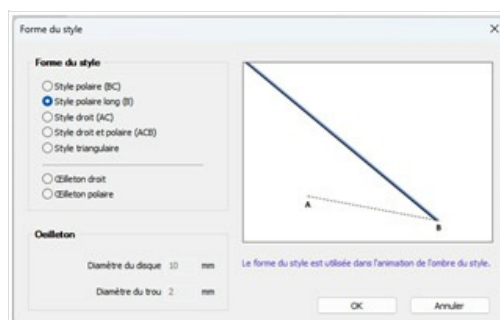 Forme du style
Forme du style
Style polaire (BC)
Style polaire long (B)
Style droit (AC)
Style droit et polaire (ACB)
Style triangulaire
Œilleton droit
Œilleton polaire
Oeilleton
Diamètre du disque 10 mm
Diamètre du trou 2 mm
A
B
Le forme du style est utilisée dans l'animation de l'ombre du style.
OK
Annuler